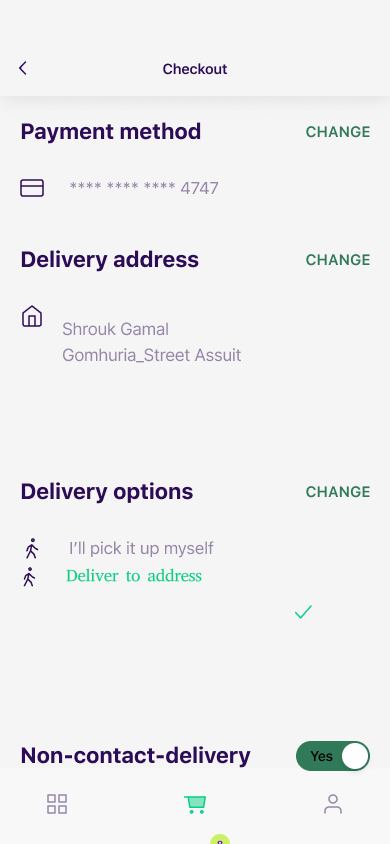 Checkout
Payment method CHANGE
**** **** **** 4747
Delivery address CHANGE
Shrouk Gamal
Gomhuria_Street Assuit
Delivery options CHANGE
I’ll pick it up myself
Deliver to address
Non-contact-delivery Yes